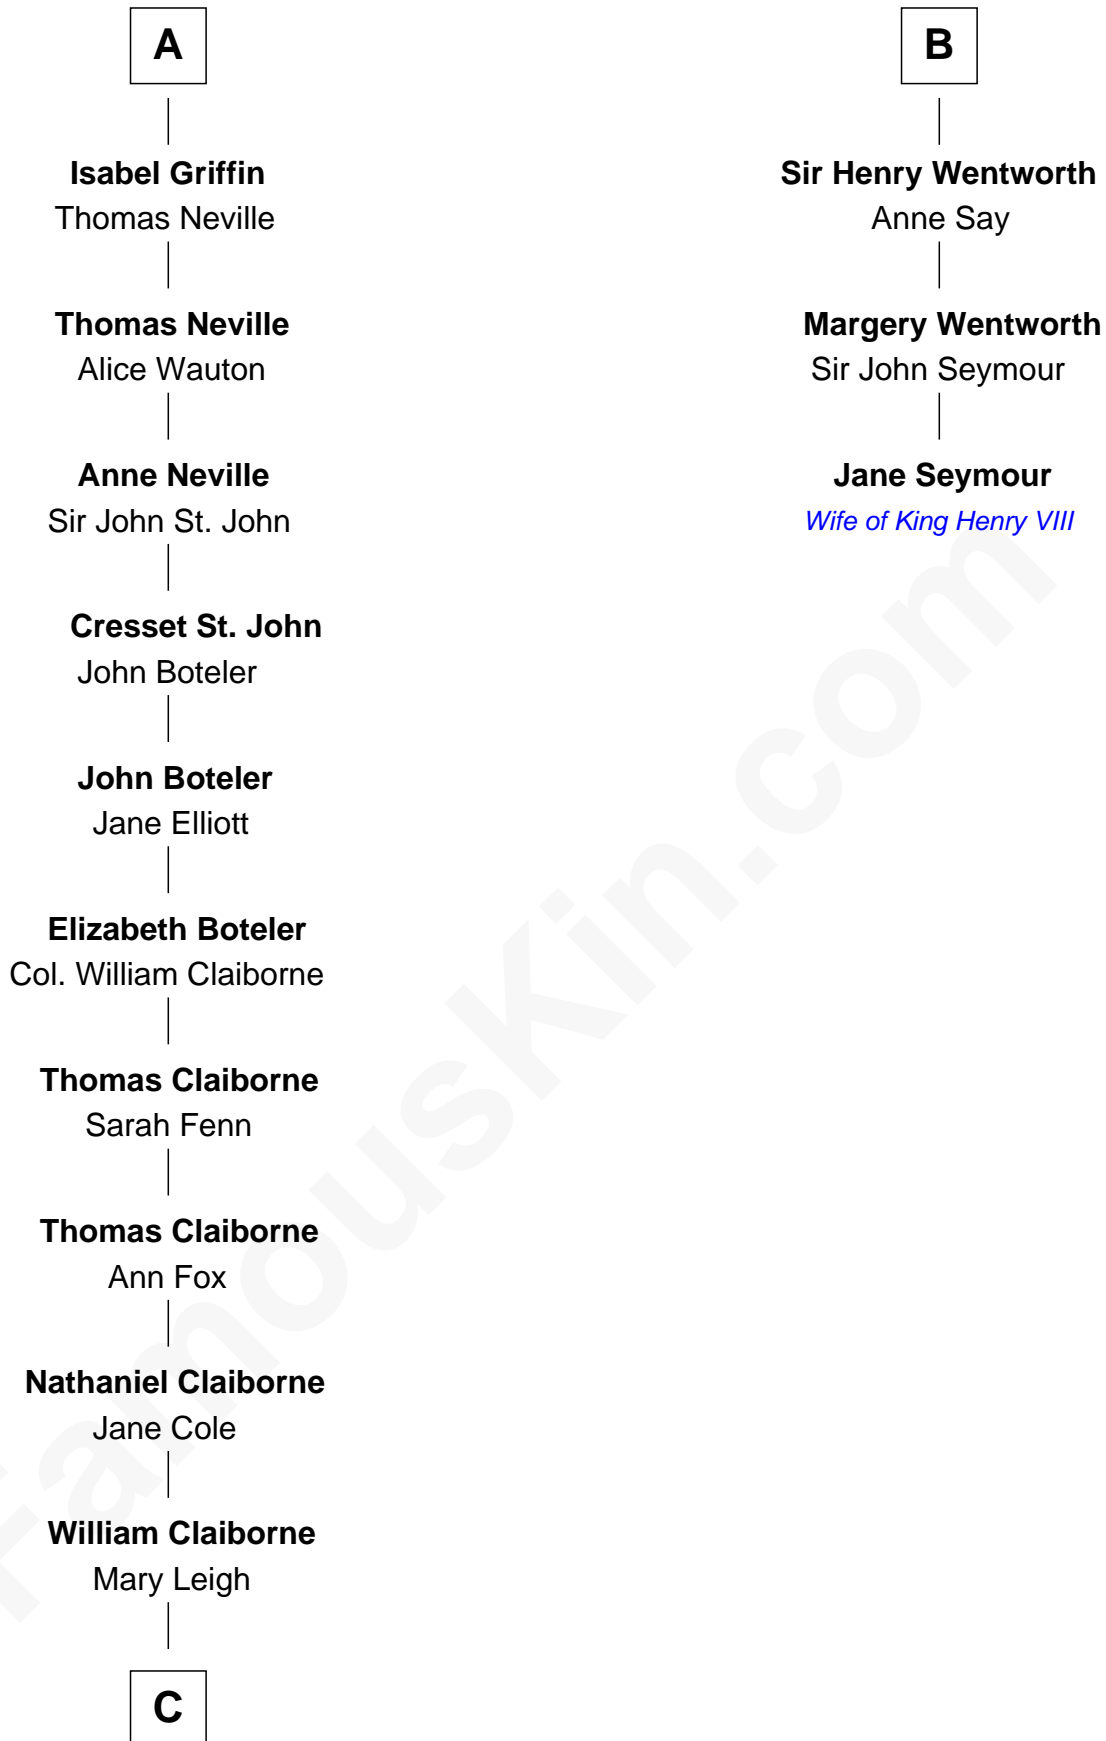 A
Isabel Griffin
Thomas Neville
Thomas Neville
Alice Wauton
Anne Neville
Sir John St. John
Cresset St. John
John Boteler
John Boteler
Jane Elliott
Elizabeth Boteler
Col. William Claiborne
Thomas Claiborne
Sarah Fenn
Thomas Claiborne
Ann Fox
Nathaniel Claiborne
Jane Cole
William Claiborne
Mary Leigh
C
B
Sir Henry Wentworth
Anne Say
Margery Wentworth
Sir John Seymour
Jane Seymour
Wife of King Henry VIII
FamousKin.com